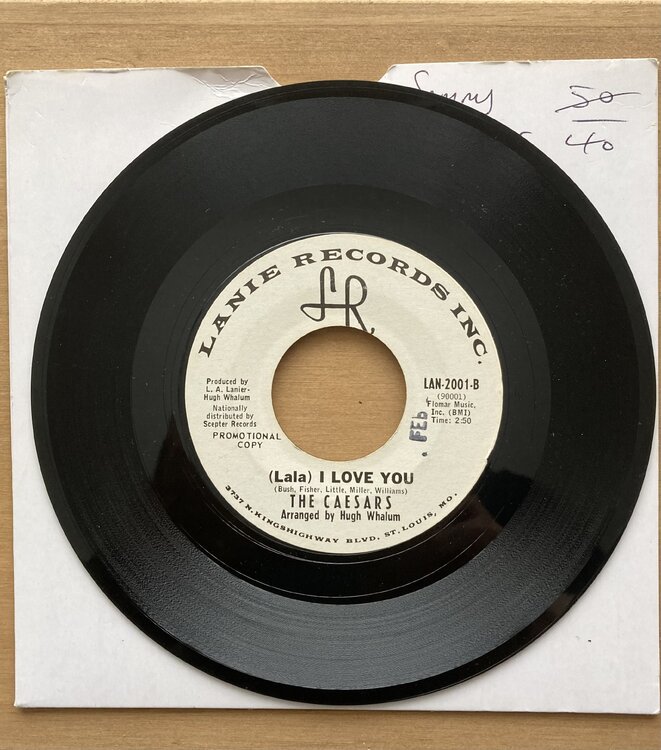 Sammy
50
40
LANIE RECORDS INC.
LR
Produced by
L. A. Lanier-
Hugh Whalum
Nationally
distributed by
Scepter Records
PROMOTIONAL
COPY
LAN-2001-B
(90001)
Flomar Music,
Inc. (BMI)
Time: 2:50
FEB
(Lala) I LOVE YOU
(Bush, Fisher, Little, Miller, Williams)
THE CAESARS
Arranged by Hugh Whalum
3737 N. KINGSHIGHWAY BLVD. ST. LOUIS, MO.